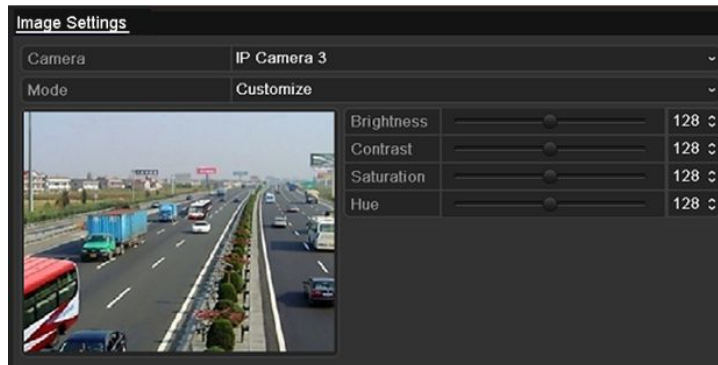 Image Settings
Camera IP Camera 3
Mode Customize
Brightness 128
Contrast 128
Saturation 128
Hue 128